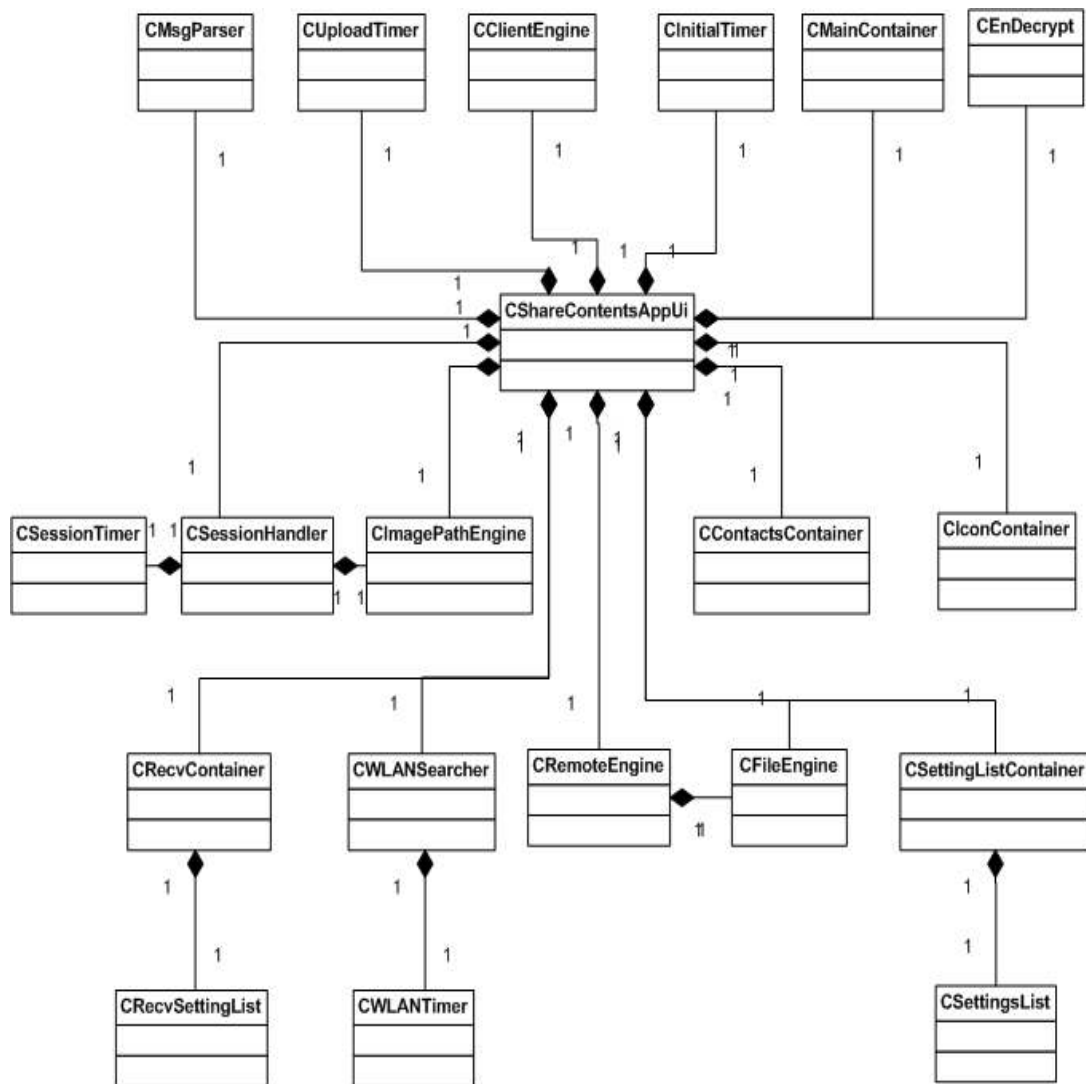 CMsgParser
CUploadTimer
CClientEngine
CInitialTimer
CMainContainer
CEnDecrypt
1
1
1
1
1
1
1
1
1
1
1
CShareContentsAppUi
1
11
1
1
1
1
1
1
1
1
1
1
1
1
CSessionTimer
1
1
CSessionHandler
CImagePathEngine
CContactsContainer
CIconContainer
1
1
1
1
1
1
1
CRecvContainer
CWLANSearcher
CRemoteEngine
CFileEngine
CSettingListContainer
11
1
1
1
1
1
1
CRecvSettingList
CWLANTimer
CSettingsList